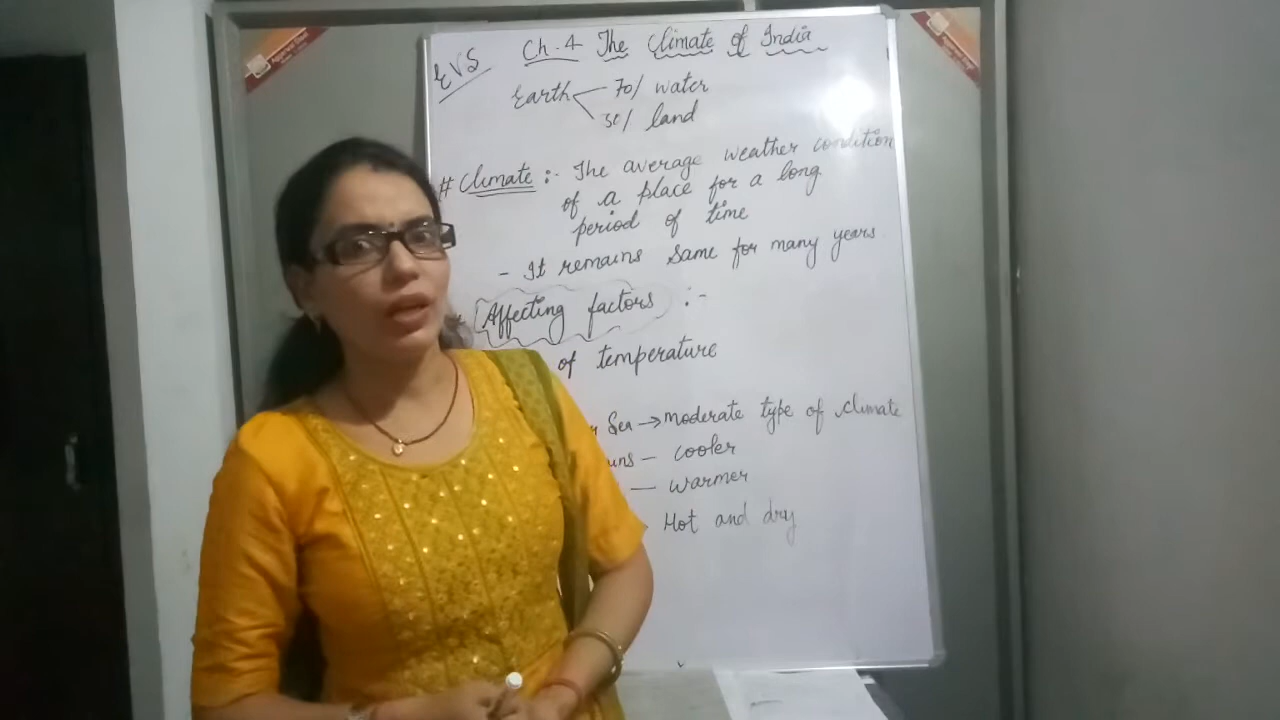 EVS
Ch. 4 The Climate of India
Earth
70/ water
30/ land
# Climate :- The average weather condition
of a place for a long
period of time
- It remains same for many years
Affecting factors :-
of temperature
Sea → moderate type of climate
- cooler
- warmer
Hot and dry